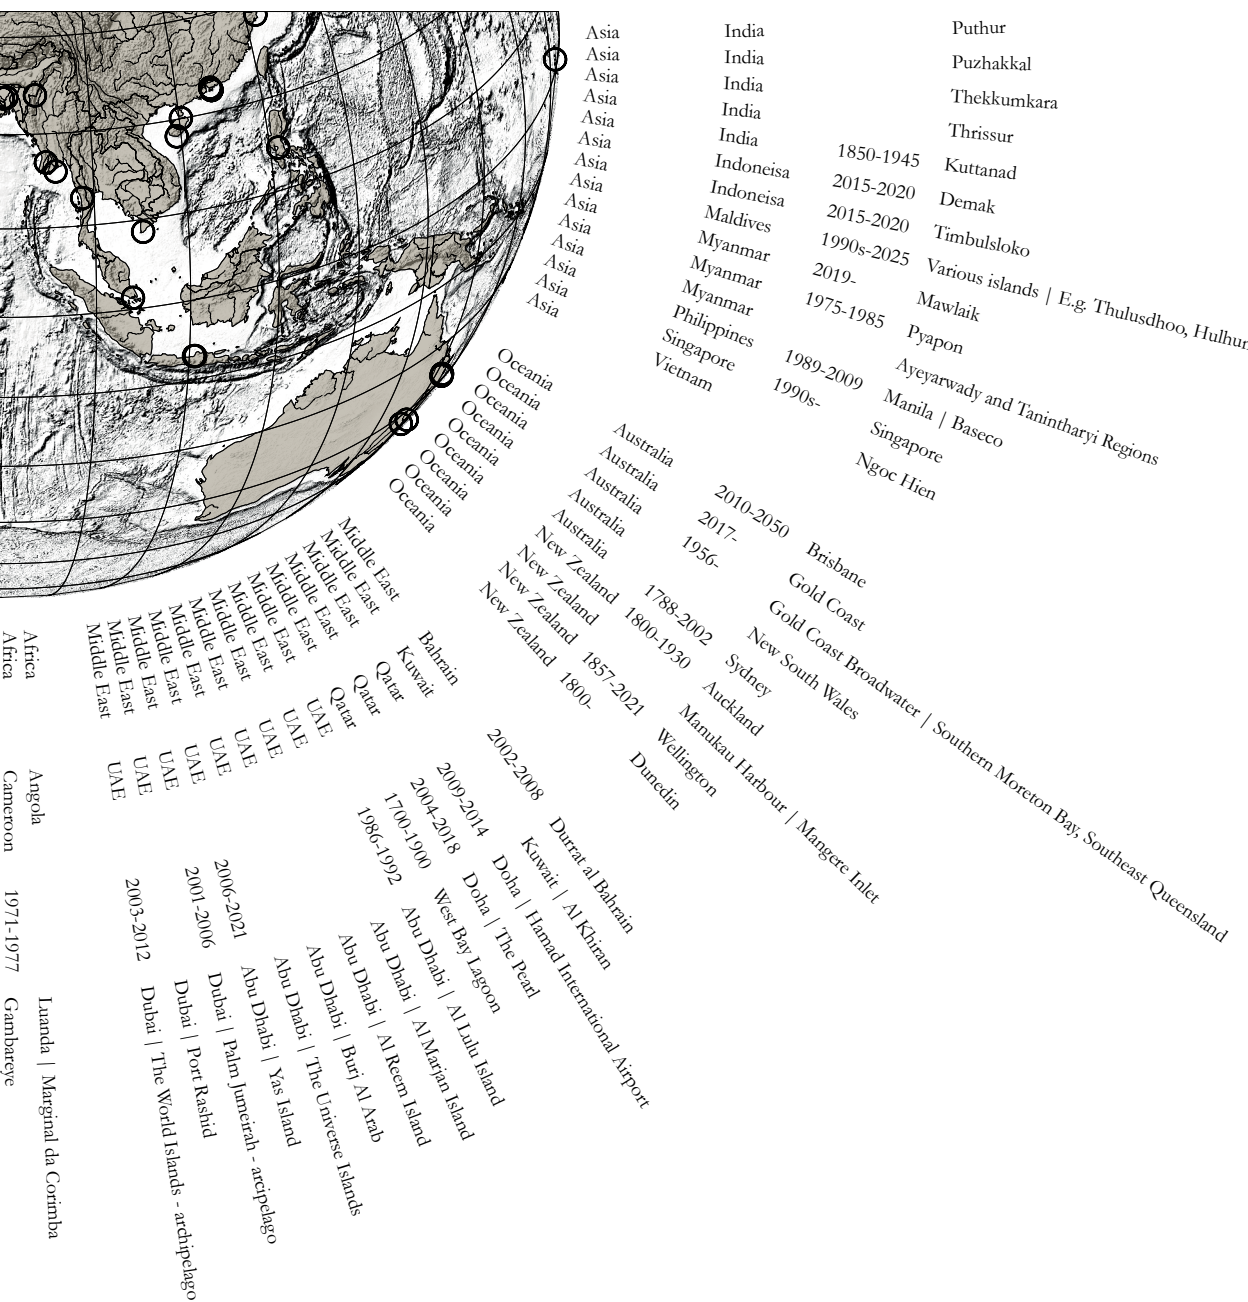 Asia India Puthur
Asia India Puzhakkal
Asia India Thekkumkara
Asia India Thrissur
Asia India 1850-1945 Kuttanad
Asia Indoneisa 2015-2020 Demak
Asia Indoneisa 2015-2020 Timbulsloko
Asia Maldives 1990s-2025 Various islands | E.g. Thulusdhoo,
Asia Myanmar 2019- Mawlaik
Asia Myanmar 1975-1985 Pyapon
Asia Myanmar Ayeyarwady and Tanintharyi Regions
Asia Philippines 1989-2009 Manila | Baseco
Asia Singapore 1990s- Singapore
Asia Vietnam Ngoc Hien
Oceania Australia 2010-2050 Brisbane
Oceania Australia 2017- Gold Coast
Oceania Australia 1956- Gold Coast Broadwater | Southern Moreton Bay, Southeast Queensland
Oceania Australia New South Wales
Oceania Australia 1788-2002 Sydney
Oceania New Zealand 1800-1930 Auckland
Oceania New Zealand Manukau Harbour | Mangere Inlet
Oceania New Zealand 1857-2021 Wellington
Oceania New Zealand 1800- Dunedin
Middle East Bahrain 2002-2008 Durrat al Bahrain
Middle East Kuwait Kuwait | Al Khiran
Middle East Qatar 2009-2014 Doha | Hamad International Airport
Middle East Qatar 2004-2018 Doha | The Pearl
Middle East Qatar 1700-1900 West Bay Lagoon
Middle East UAE 1986-1992 Abu Dhabi | Al Lulu Island
Middle East UAE Abu Dhabi | Al Marjan Island
Middle East UAE Abu Dhabi | Al Reem Island
Middle East UAE Abu Dhabi | Burj Al Arab
Middle East UAE Abu Dhabi | The Universe Islands
Middle East UAE 2006-2021 Abu Dhabi | Yas Island
Middle East UAE 2001-2006 Dubai | Palm Jumeirah - arcipelago
Middle East UAE Dubai | Port Rashid
Middle East UAE 2003-2012 Dubai | The World Islands - archipelago
Africa Angola Luanda | Marginal da Corimba
Africa Cameroon 1971-1977 Gambareye